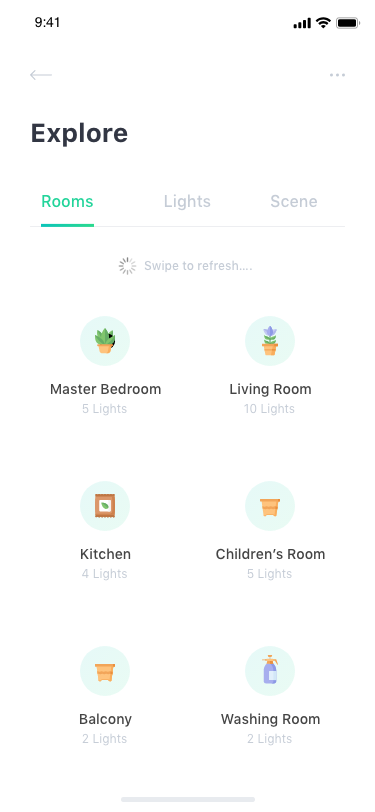 9:41
Explore
Rooms Lights Scene
Swipe to refresh....
Master Bedroom Living Room
5 Lights 10 Lights
Kitchen Children's Room
4 Lights 5 Lights
Balcony Washing Room
2 Lights 2 Lights